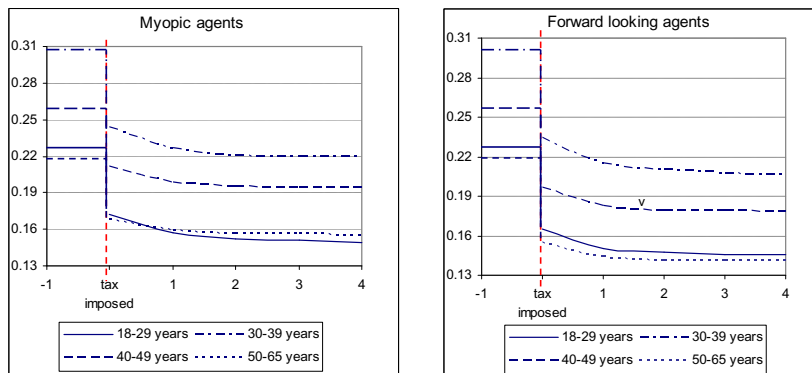 Myopic agents
0.31
0.28
0.25
0.22
0.19
0.16
0.13
-1 tax 1 2 3 4
imposed
18-29 years 30-39 years
40-49 years 50-65 years
Forward looking agents
0.31
0.28
0.25
0.22
0.19
v
0.16
0.13
-1 tax 1 2 3 4
imposed
18-29 years 30-39 years
40-49 years 50-65 years